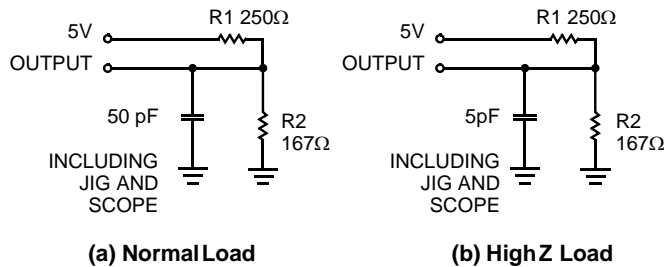 R1 250Ω
5V
OUTPUT
50 pF
R2
167Ω
INCLUDING
JIG AND
SCOPE
(a) Normal Load
R1 250Ω
5V
OUTPUT
5pF
R2
167Ω
INCLUDING
JIG AND
SCOPE
(b) High Z Load